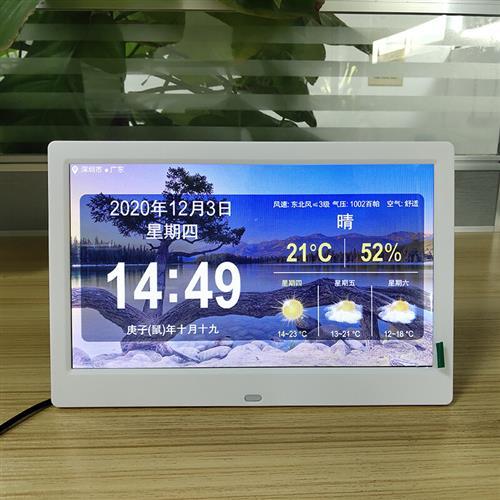 深圳市 ● 广东
2020年12月3日
星期四
14:49
庚子(鼠)年十月十九
风速: 东北风≤3级 气压: 1002百帕 空气: 舒适
晴
21°C 52%
星期四 星期五 星期六
14~23 °C 13~21 °C 12~18 °C